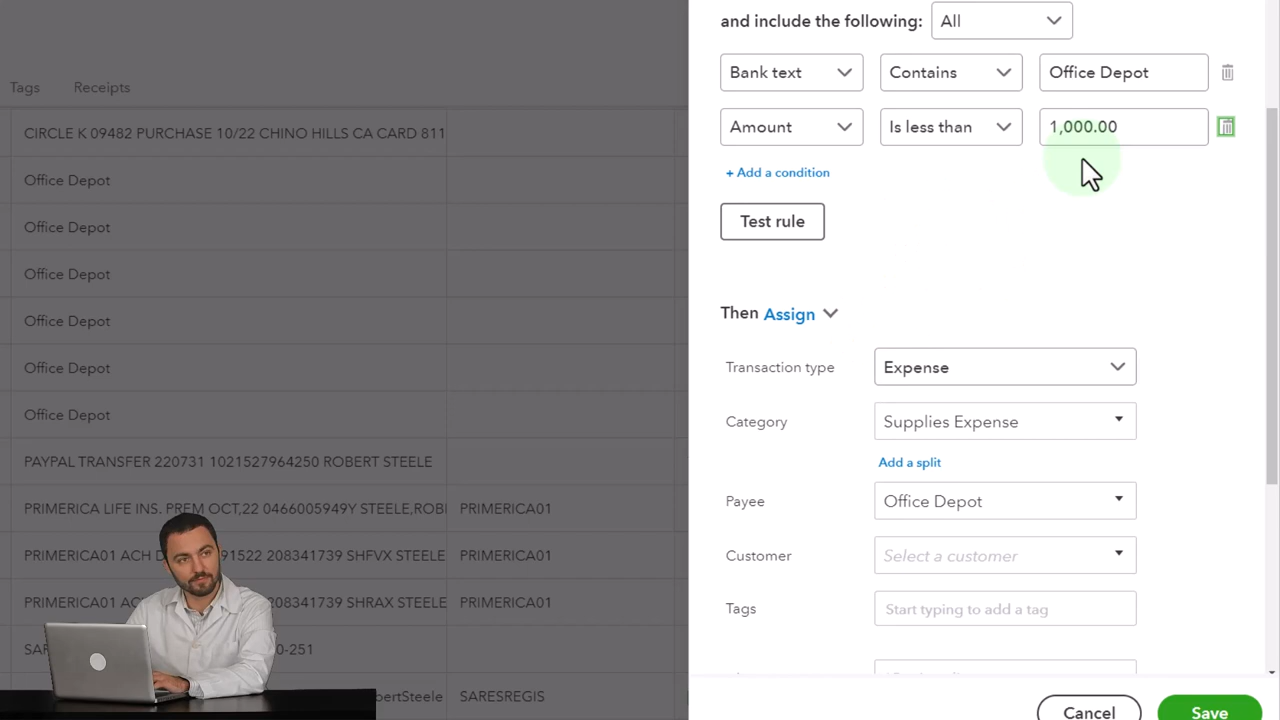 and include the following: All
Bank text Contains Office Depot
Amount Is less than 1,000.00
+ Add a condition
Test rule
Then Assign
Transaction type Expense
Category Supplies Expense
Add a split
Payee Office Depot
Customer Select a customer
Tags Start typing to add a tag
Cancel Save
Tags Receipts
CIRCLE K 09482 PURCHASE 10/22 CHINO HILLS CA CARD 811
Office Depot
Office Depot
Office Depot
Office Depot
Office Depot
Office Depot
PAYPAL TRANSFER 220731 1021527964250 ROBERT STEELE
PRIMERICA LIFE INS. PREM OCT,22 0466005949Y STEELE,ROBI PRIMERICA01
PRIMERICA01 ACH 91522 208341739 SHFVX STEELE PRIMERICA01
PRIMERICA01 208341739 SHRAX STEELE PRIMERICA01
0-251
SARESREGIS